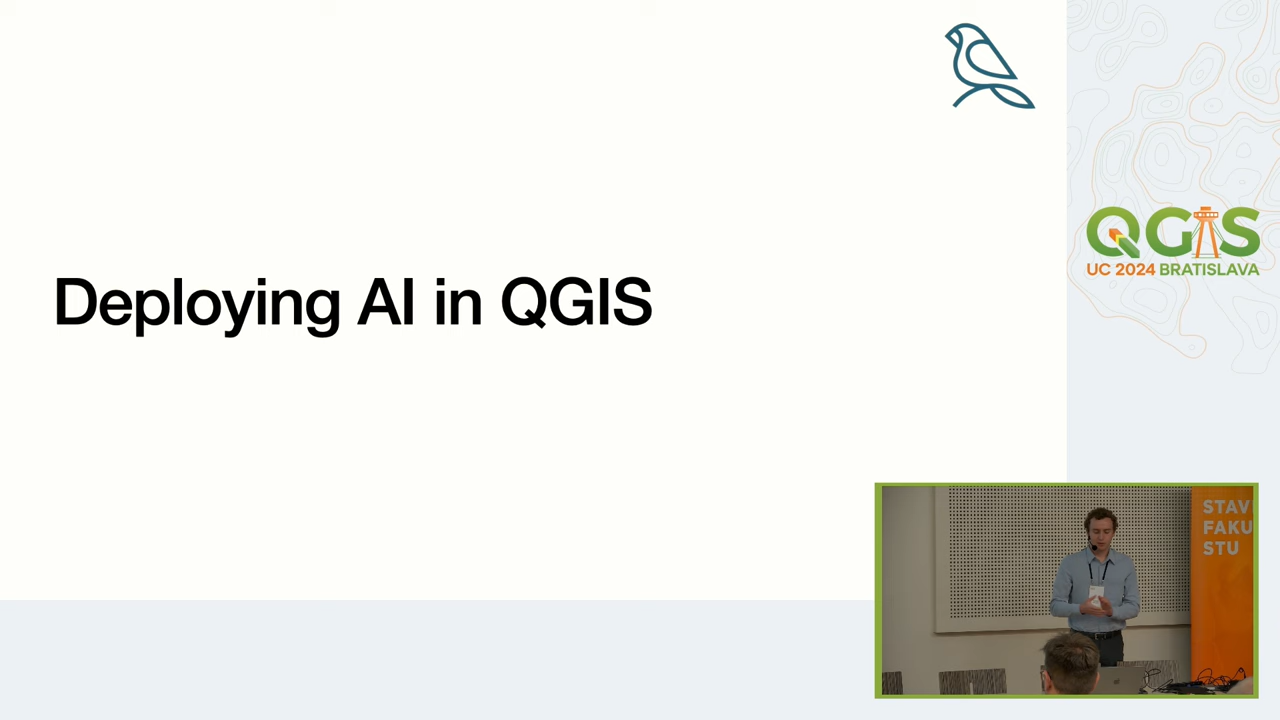 Deploying AI in QGIS
QGIS
UC 2024 BRATISLAVA
STAV
FAKU
STU